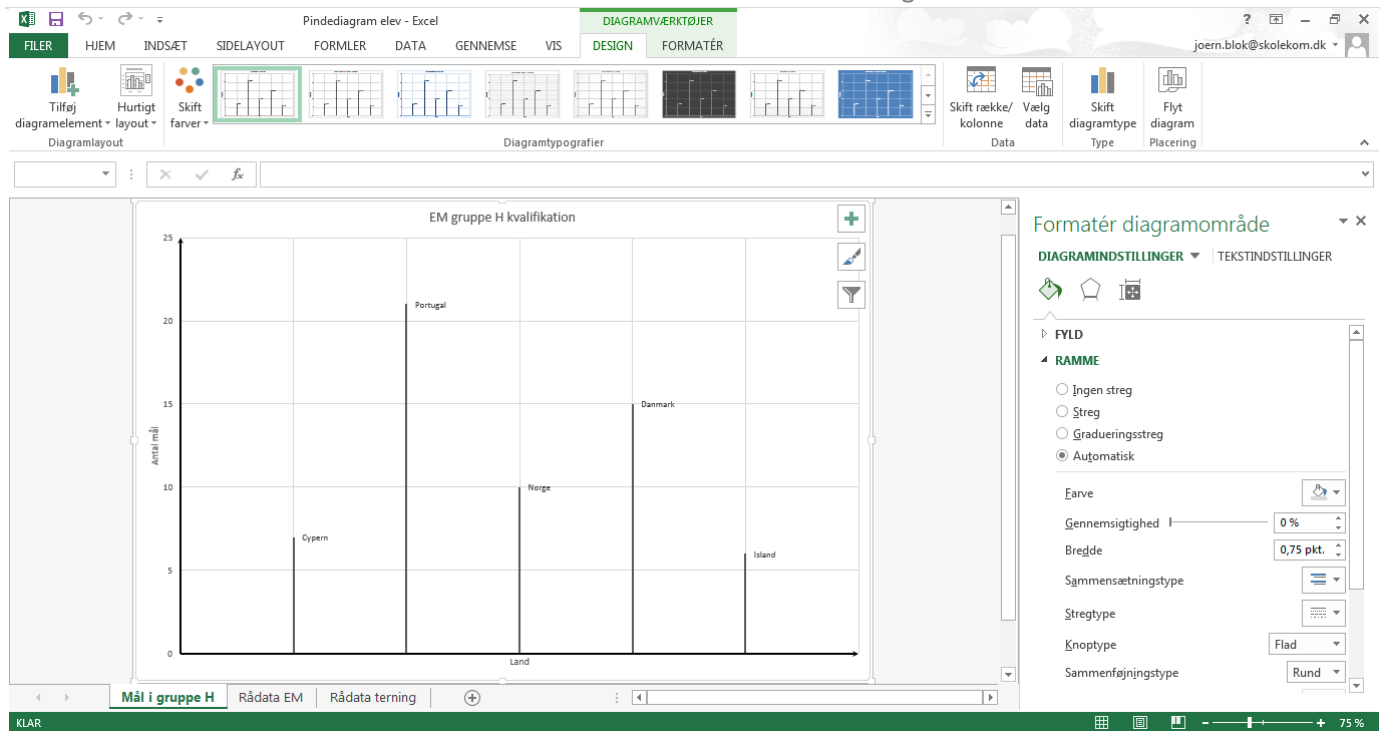 Pindediagram elev - Excel
DIAGRAMVÆRKTØJER
?
FILER HJEM INDSÆT SIDELAYOUT FORMLER DATA GENNEMSE VIS DESIGN FORMATÉR
joern.blok@skolekom.dk
Tilføj diagramelement
Hurtigt layout
Skift farver
Skift række/ kolonne
Vælg data
Skift diagramtype
Flyt diagram
Diagramlayout
Diagramtypografier
Data
Type
Placering
fx
EM gruppe H kvalifikation
25
20
15
10
5
0
Antal mål
Portugal
Danmark
Norge
Cypern
Island
Land
Formatér diagramområde
DIAGRAMINDSTILLINGER
TEKSTINDSTILLINGER
FYLD
RAMME
Ingen streg
Streg
Gradueringsstreg
Automatisk
Farve
Gennemsigtighed 0 %
Bredde 0,75 pkt.
Sammensætningstype
Stregtype
Knoptype Flad
Sammenføjningstype Rund
Mål i gruppe H Rådata EM Rådata terning
KLAR
75 %